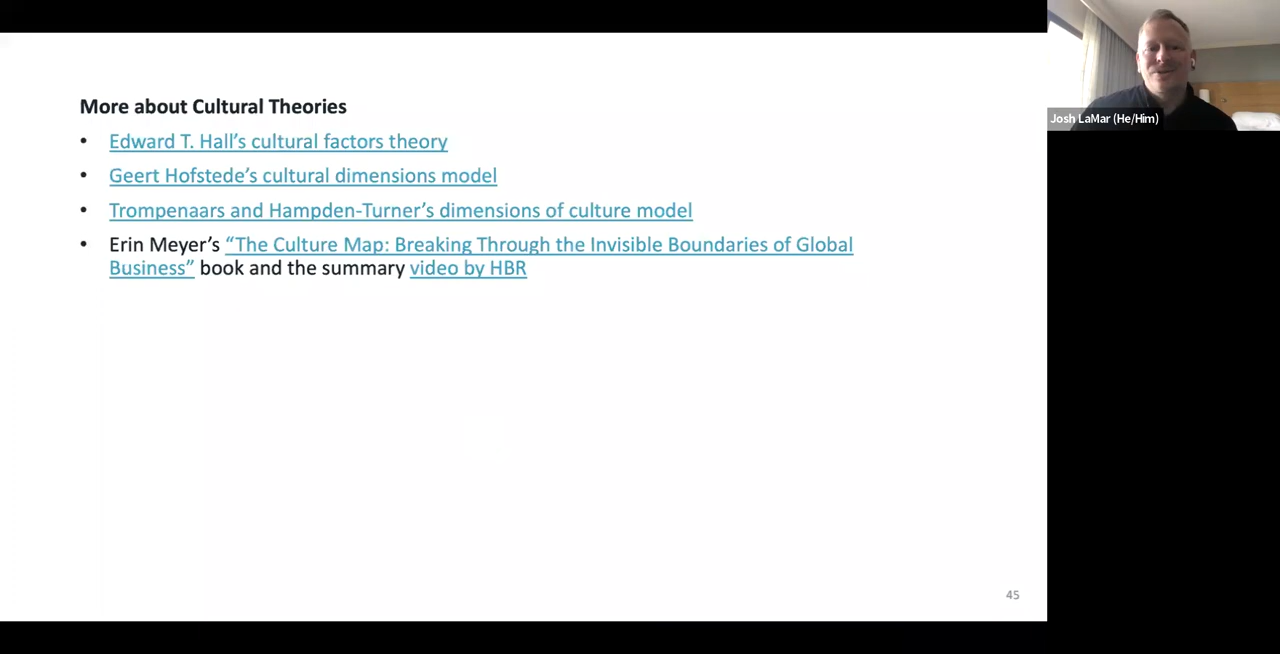 More about Cultural Theories
• Edward T. Hall’s cultural factors theory
• Geert Hofstede’s cultural dimensions model
• Trompenaars and Hampden-Turner’s dimensions of culture model
• Erin Meyer’s “The Culture Map: Breaking Through the Invisible Boundaries of Global
Business” book and the summary video by HBR
45
Josh LaMar (He/Him)